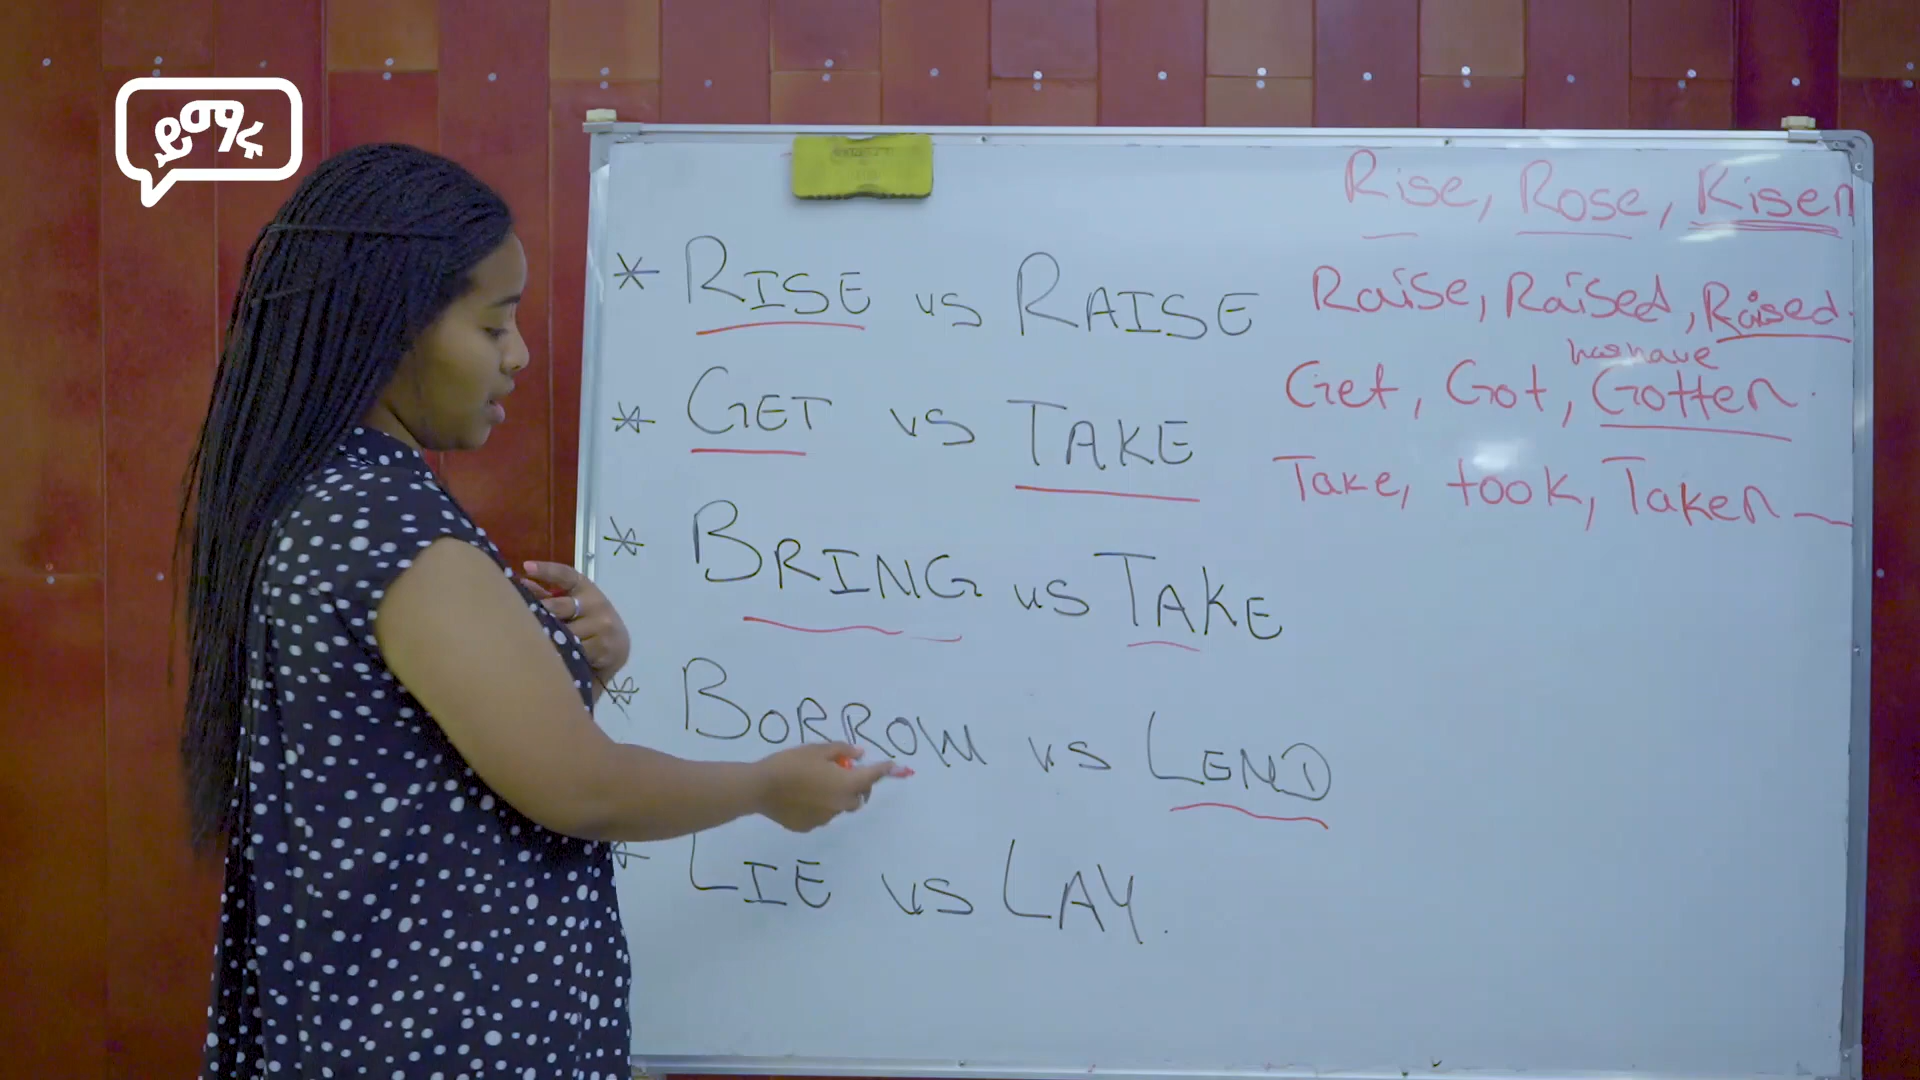 ይማሩ
Rise, Rose, Risen
* RISE vs RAISE
Raise, Raised, Raised.
has have
* GET vs TAKE
Get, Got, Gotten.
Take, took, Taken
* BRING vs TAKE
* BORROW vs LEND
* LIE vs LAY.